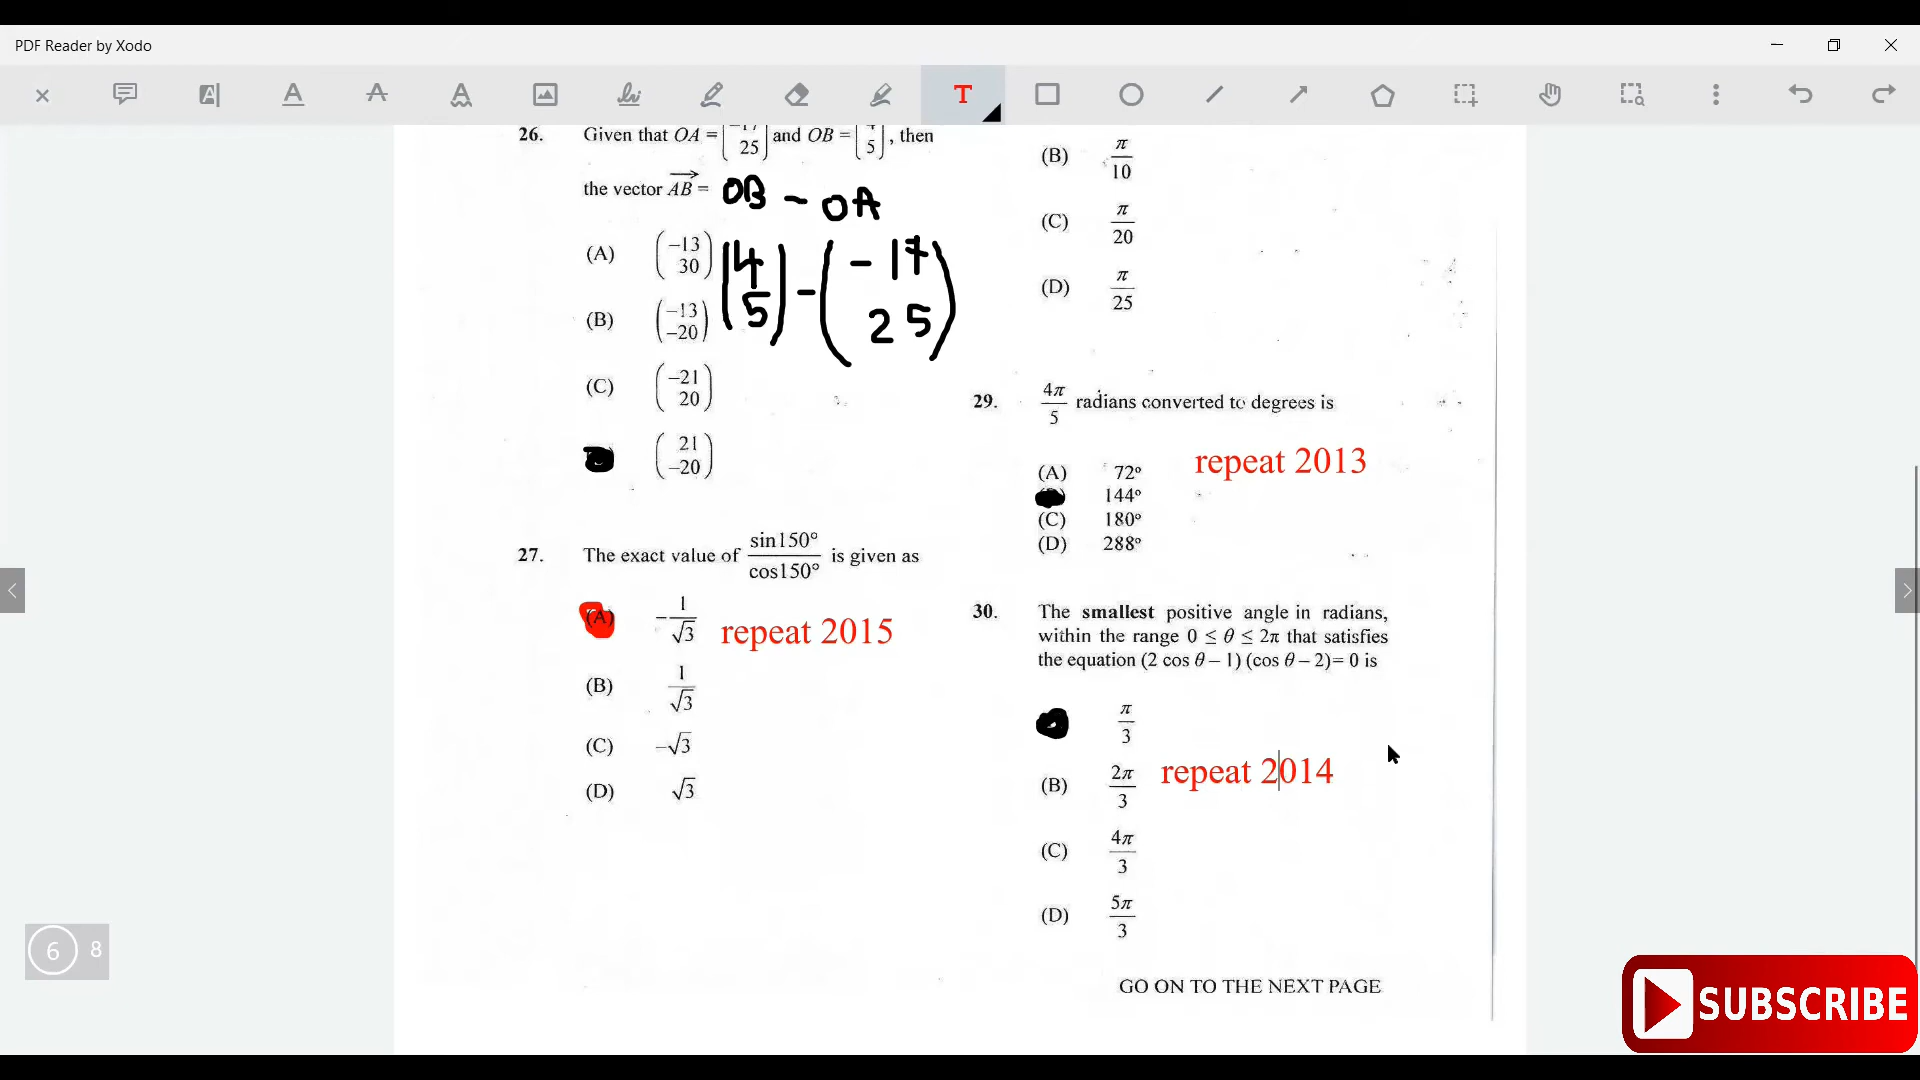 PDF Reader by Xodo
T
26. Given that OA = ( -17 25 ) and OB = ( 4 5 ), then
the vector AB = OB - OA
(A) ( -13 30 )
( 4 5 ) - ( -17 25 )
(B) ( -13 -20 )
(C) ( -21 20 )
( 21 -20 )
27. The exact value of sin150° / cos150° is given as
(A) - 1/√3
repeat 2015
(B) 1/√3
(C) -√3
(D) √3
(B) π/10
(C) π/20
(D) π/25
29. 4π/5 radians converted to degrees is
repeat 2013
(A) 72°
144°
(C) 180°
(D) 288°
30. The smallest positive angle in radians,
within the range 0 ≤ θ ≤ 2π that satisfies
the equation (2 cos θ – 1) (cos θ – 2)= 0 is
π/3
(B) 2π/3
repeat 2014
(C) 4π/3
(D) 5π/3
GO ON TO THE NEXT PAGE
6 8
SUBSCRIBE